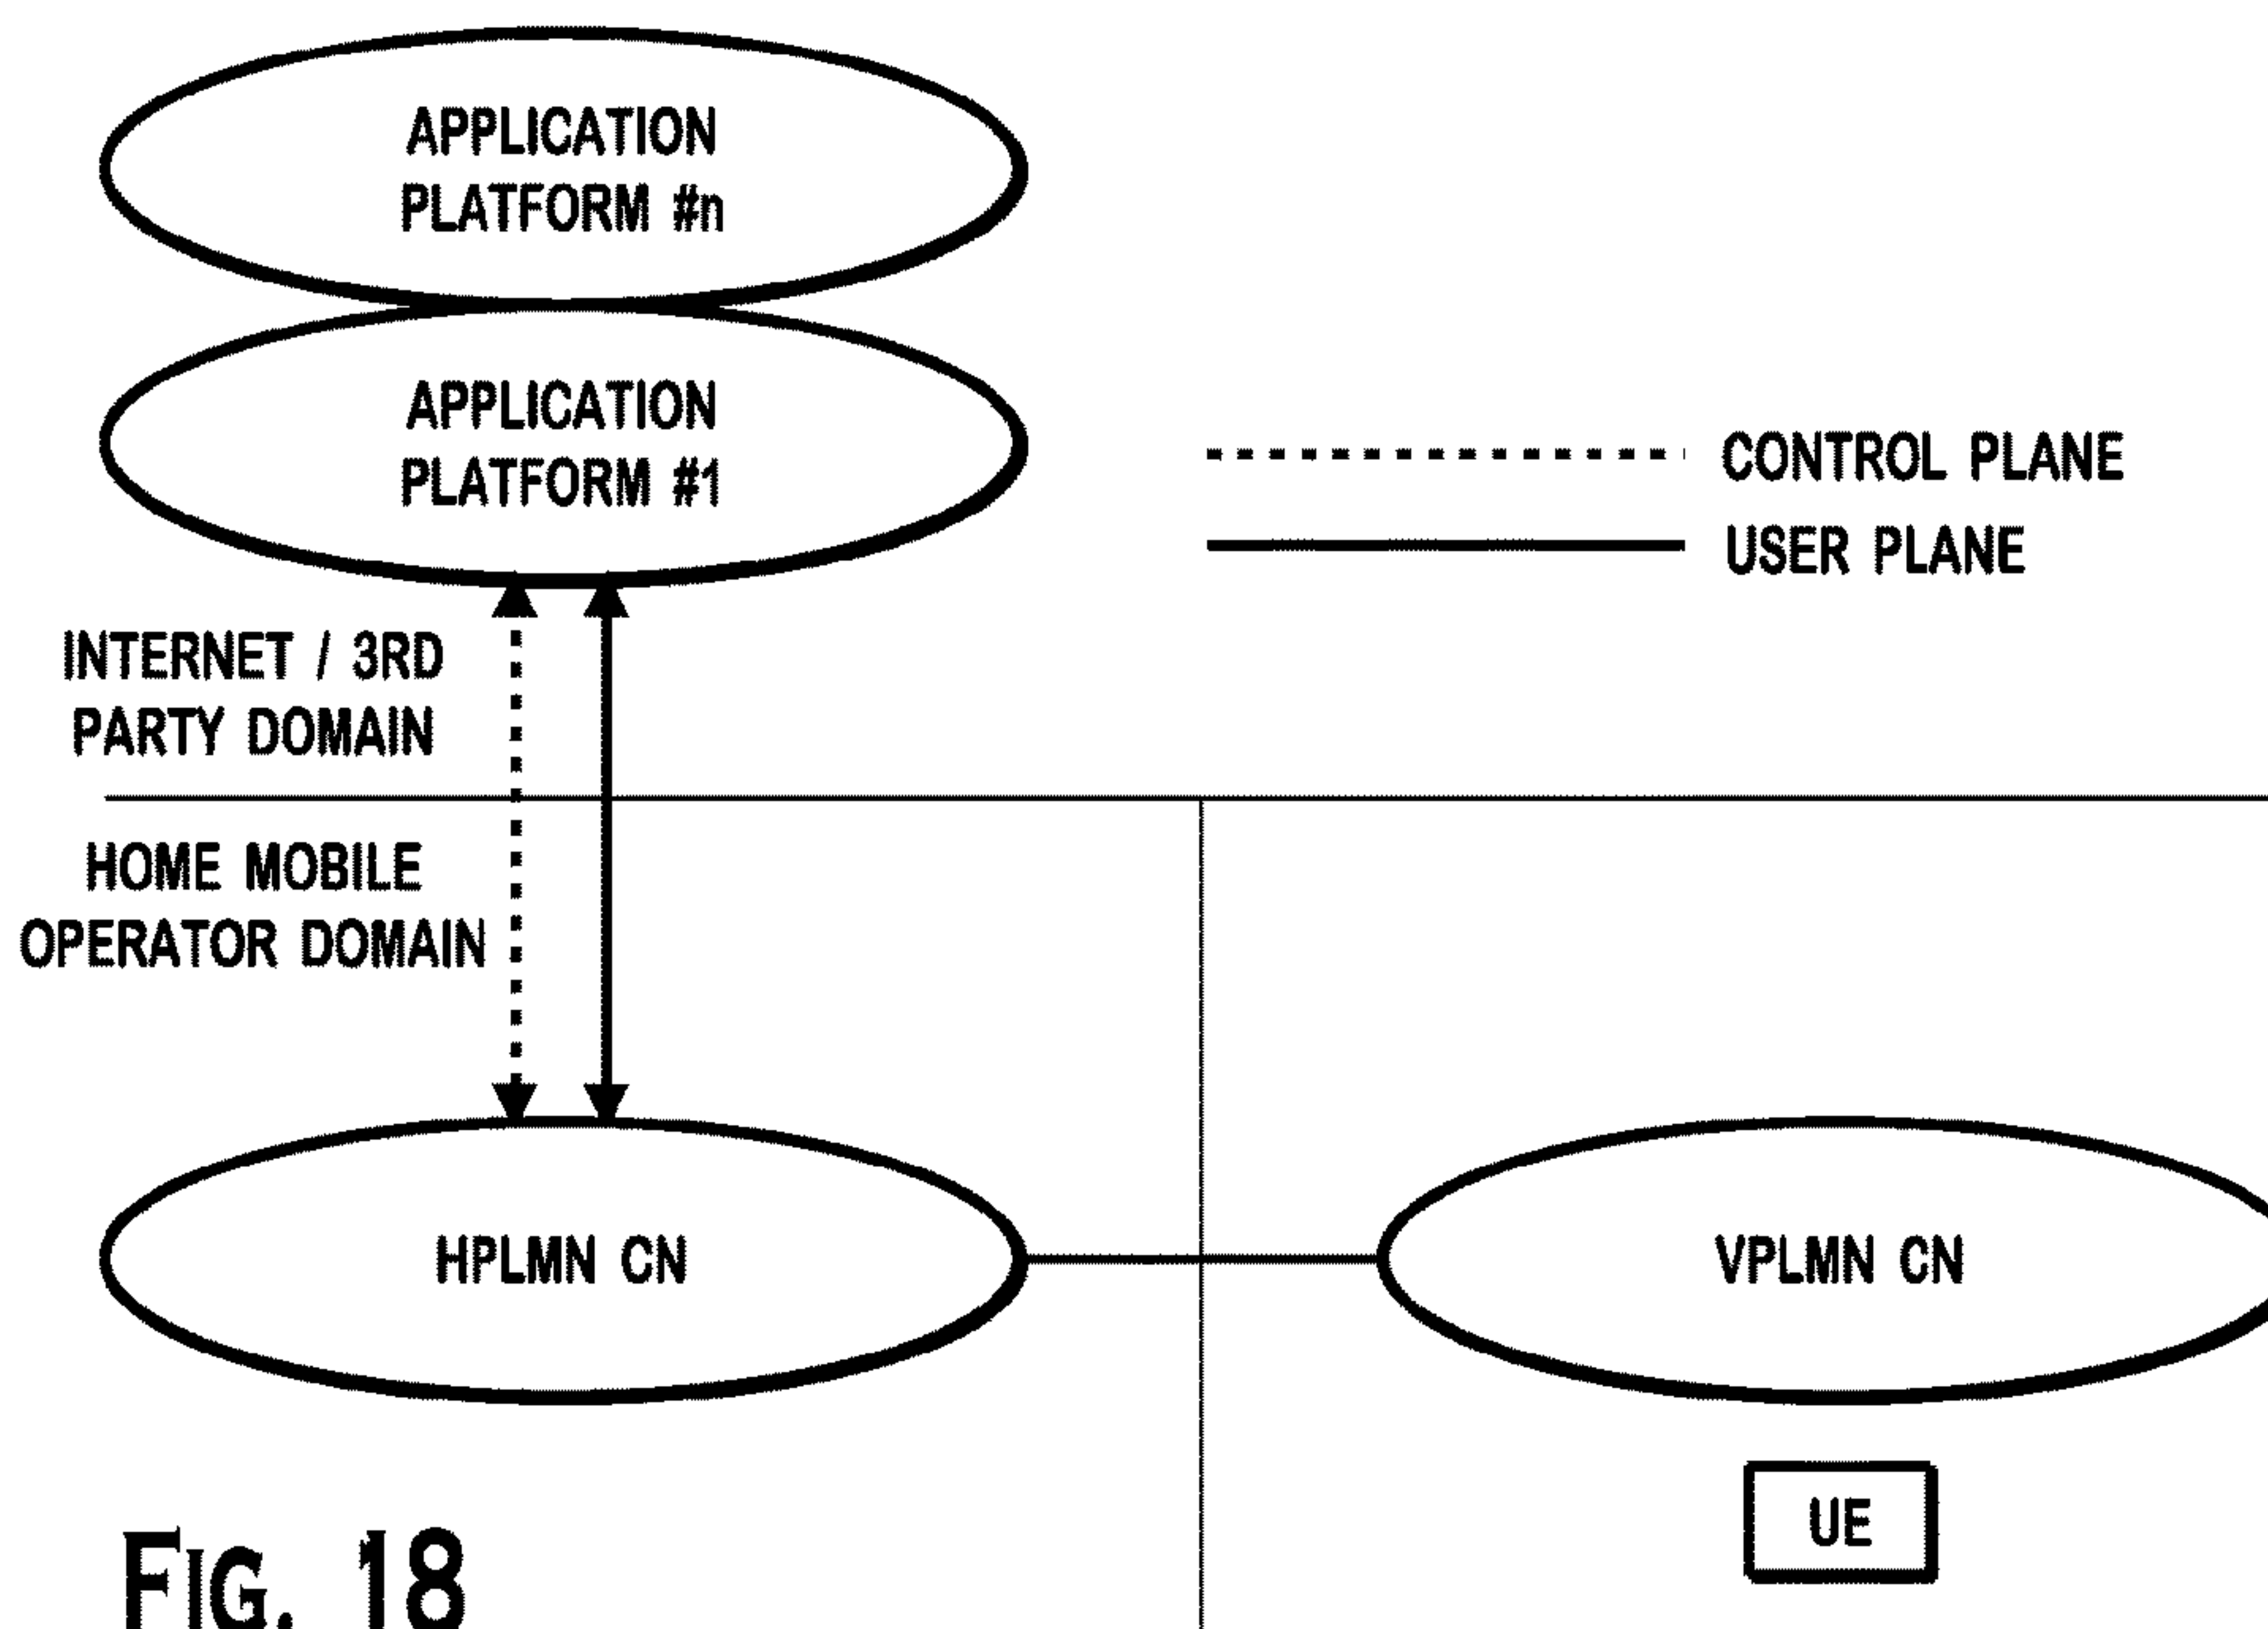 APPLICATION
PLATFORM #n
APPLICATION
PLATFORM #1
CONTROL PLANE
USER PLANE
INTERNET / 3RD
PARTY DOMAIN
HOME MOBILE
OPERATOR DOMAIN
HPLMN CN
VPLMN CN
UE
FIG. 18